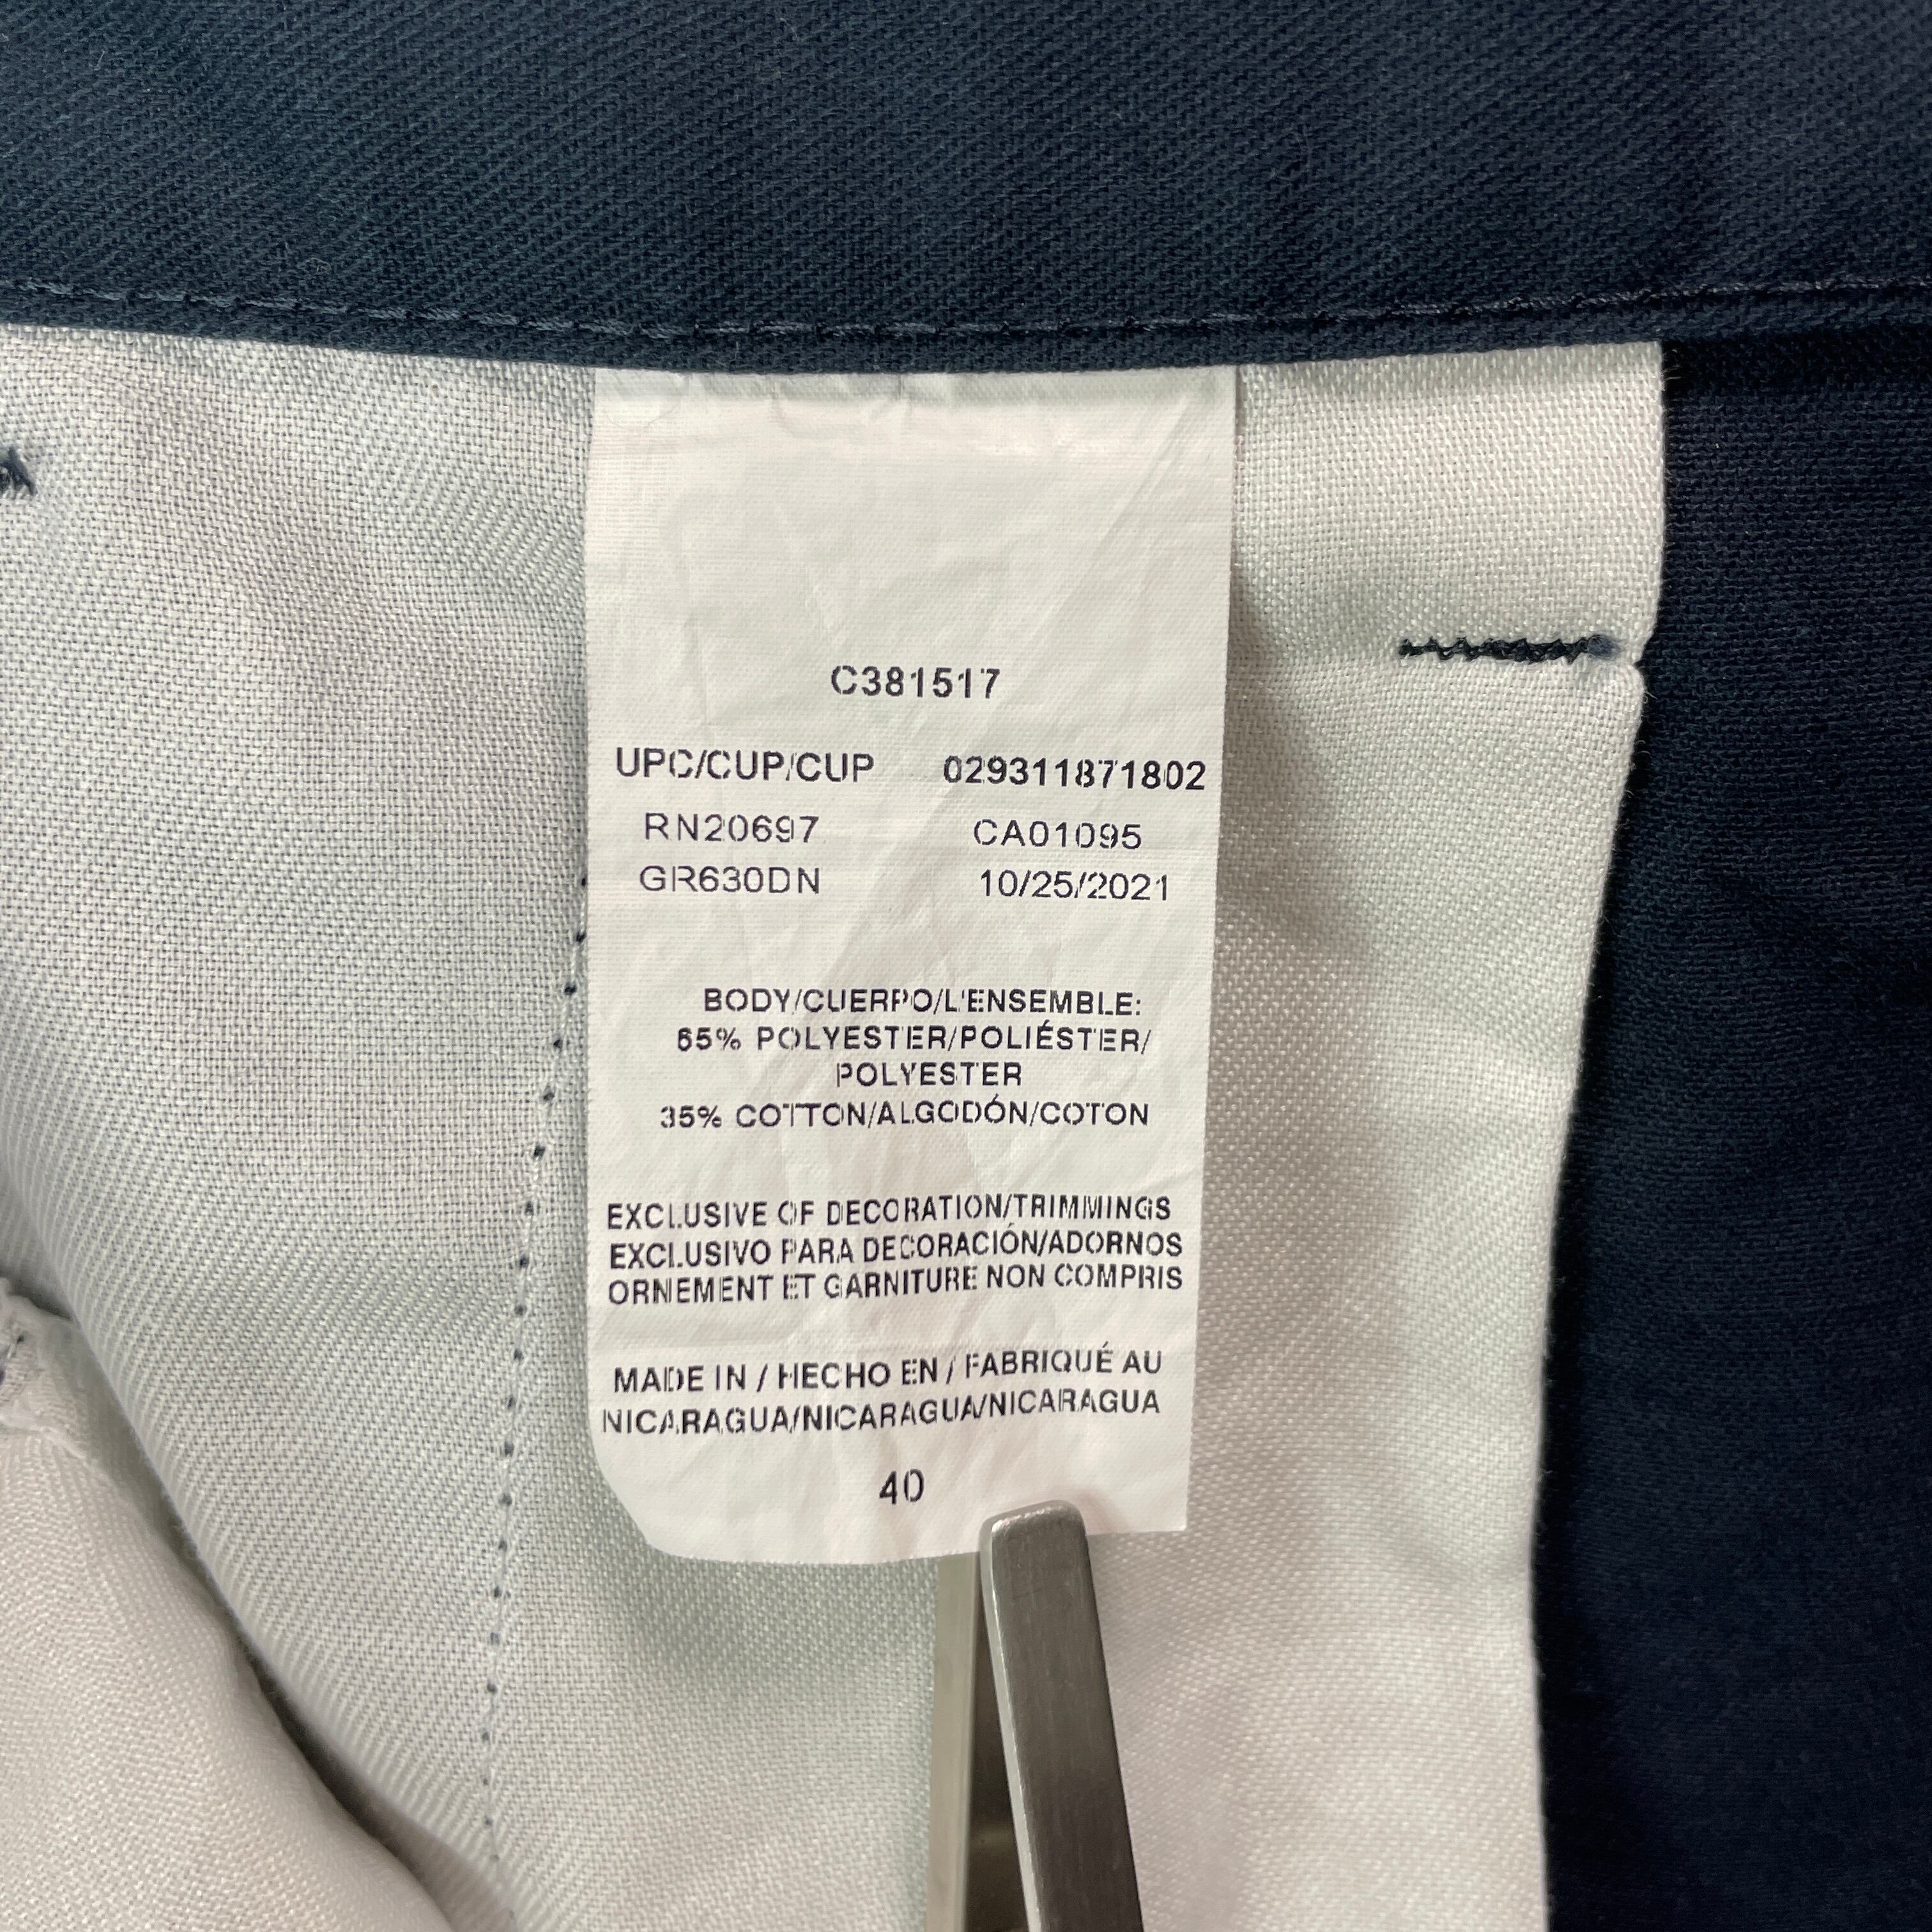 C381517
UPC/CUP/CUP 029311871802
RN20697 CA01095
GR630DN 10/25/2021
BODY/CUERPO/L'ENSEMBLE:
65% POLYESTER/POLIÉSTER/
POLYESTER
35% COTTON/ALGODÓN/COTON
EXCLUSIVE OF DECORATION/TRIMMINGS
EXCLUSIVO PARA DECORACIÓN/ADORNOS
ORNEMENT ET GARNITURE NON COMPRIS
MADE IN / HECHO EN / FABRIQUÉ AU
NICARAGUA/NICARAGUA/NICARAGUA
40